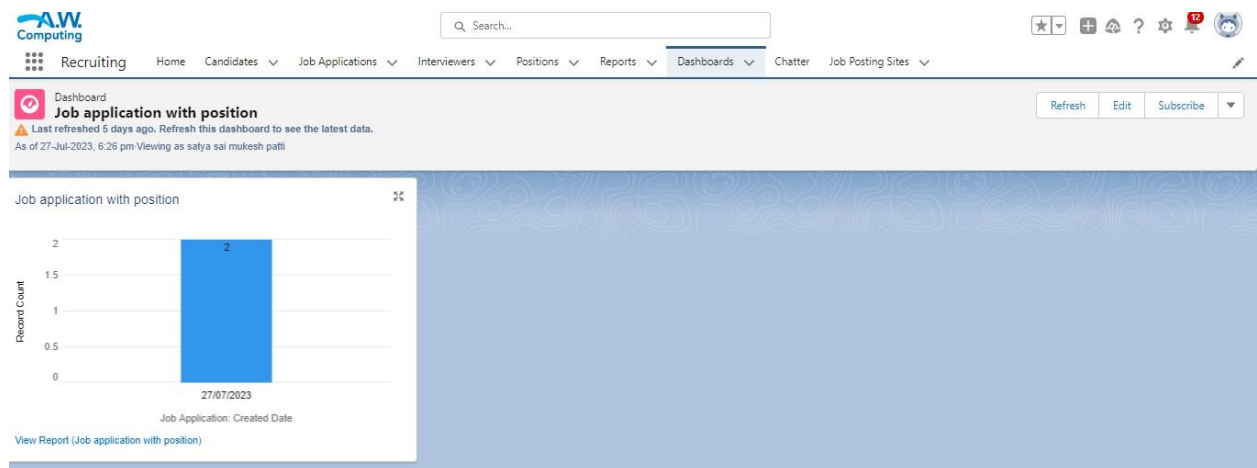 A.W.
Computing
Search...
12
Recruiting Home Candidates Job Applications Interviewers Positions Reports Dashboards Chatter Job Posting Sites
Dashboard
Job application with position
Refresh Edit Subscribe
Last refreshed 5 days ago. Refresh this dashboard to see the latest data.
As of 27-Jul-2023, 6:26 pm·Viewing as satya sai mukesh patti
Job application with position
Record Count
2
2
1.5
1
0.5
0
27/07/2023
Job Application: Created Date
View Report (Job application with position)